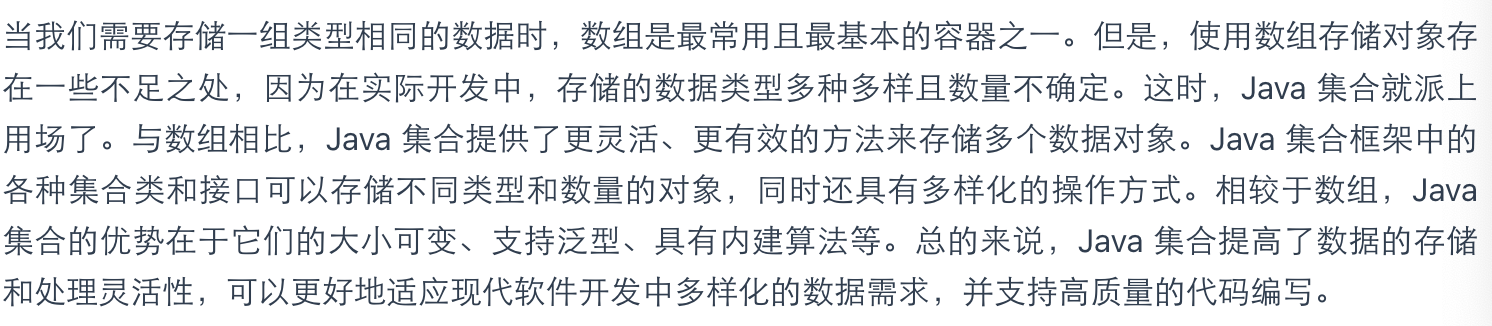 当我们需要存储一组类型相同的数据时，数组是最常用且最基本的容器之一。但是，使用数组存储对象存
在一些不足之处，因为在实际开发中，存储的数据类型多种多样且数量不确定。这时，Java 集合就派上
用场了。与数组相比，Java 集合提供了更灵活、更有效的方法来存储多个数据对象。Java 集合框架中的
各种集合类和接口可以存储不同类型和数量的对象，同时还具有多样化的操作方式。相较于数组，Java
集合的优势在于它们的大小可变、支持泛型、具有内建算法等。总的来说，Java 集合提高了数据的存储
和处理灵活性，可以更好地适应现代软件开发中多样化的数据需求，并支持高质量的代码编写。